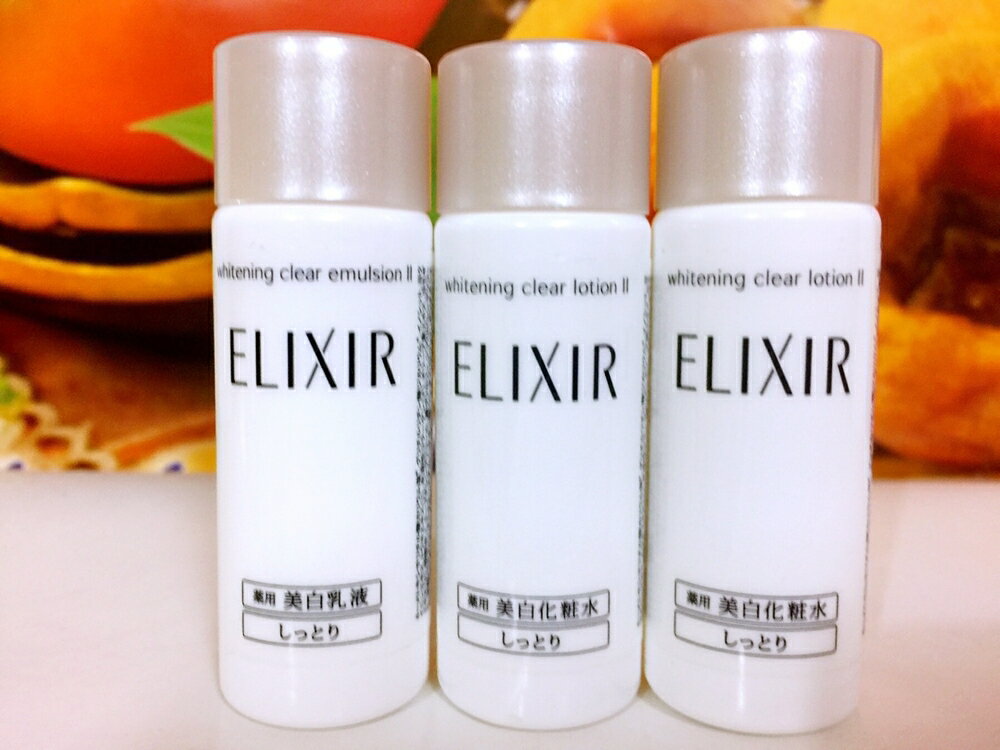 whitening clear emulsion II
ELIXIR
薬用 美白乳液
しっとり
whitening clear lotion II
ELIXIR
薬用 美白化粧水
しっとり
whitening clear lotion II
ELIXIR
薬用 美白化粧水
しっとり